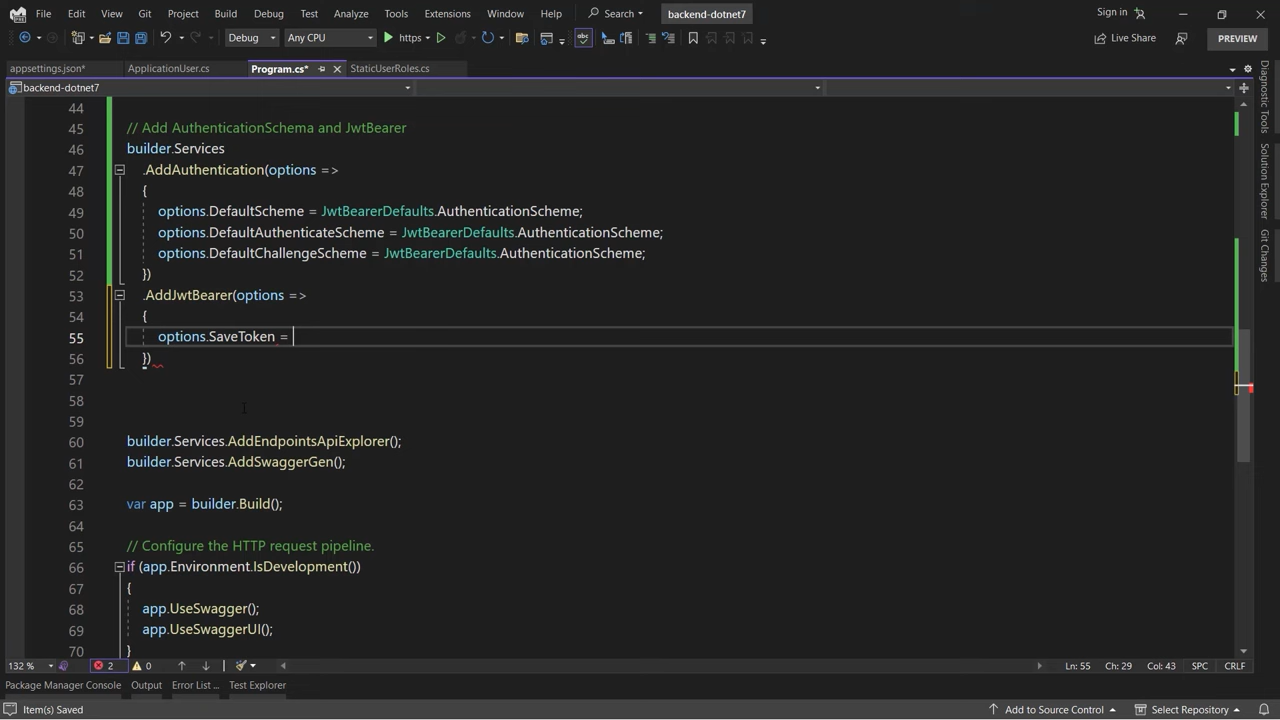 File Edit View Git Project Build Debug Test Analyze Tools Extensions Window Help Search backend-dotnet7 Sign in
Debug Any CPU https Live Share PREVIEW
appsettings.json* ApplicationUser.cs Program.cs* StaticUserRoles.cs
backend-dotnet7
44
45 // Add AuthenticationSchema and JwtBearer
46 builder.Services
47 .AddAuthentication(options =>
48 {
49 options.DefaultScheme = JwtBearerDefaults.AuthenticationScheme;
50 options.DefaultAuthenticateScheme = JwtBearerDefaults.AuthenticationScheme;
51 options.DefaultChallengeScheme = JwtBearerDefaults.AuthenticationScheme;
52 })
53 .AddJwtBearer(options =>
54 {
55 options.SaveToken =
56 })
57
58
59
60 builder.Services.AddEndpointsApiExplorer();
61 builder.Services.AddSwaggerGen();
62
63 var app = builder.Build();
64
65 // Configure the HTTP request pipeline.
66 if (app.Environment.IsDevelopment())
67 {
68 app.UseSwagger();
69 app.UseSwaggerUI();
70 }
Diagnostic Tools
Solution Explorer
Git Changes
132 % 2 0 Ln: 55 Ch: 29 Col: 43 SPC CRLF
Package Manager Console Output Error List ... Test Explorer
Item(s) Saved Add to Source Control Select Repository